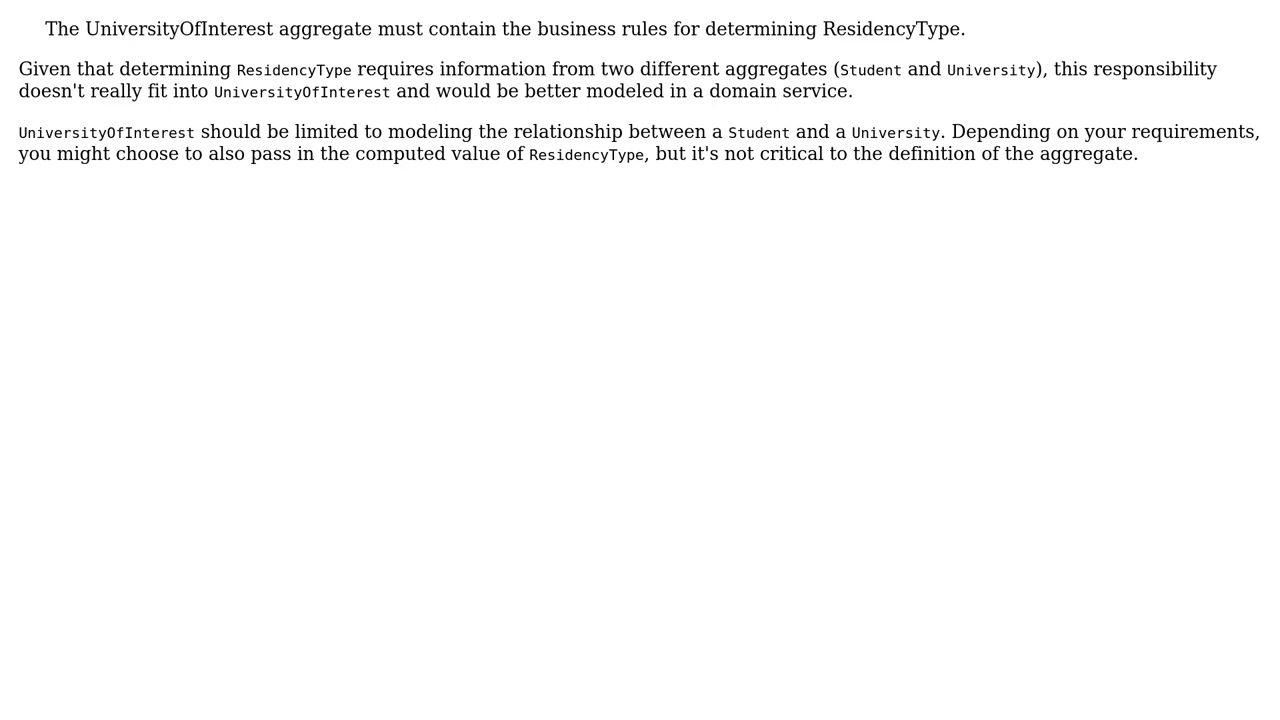 The UniversityOfInterest aggregate must contain the business rules for determining ResidencyType.
Given that determining ResidencyType requires information from two different aggregates (Student and University), this responsibility
doesn't really fit into UniversityOfInterest and would be better modeled in a domain service.
UniversityOfInterest should be limited to modeling the relationship between a Student and a University. Depending on your requirements,
you might choose to also pass in the computed value of ResidencyType, but it's not critical to the definition of the aggregate.